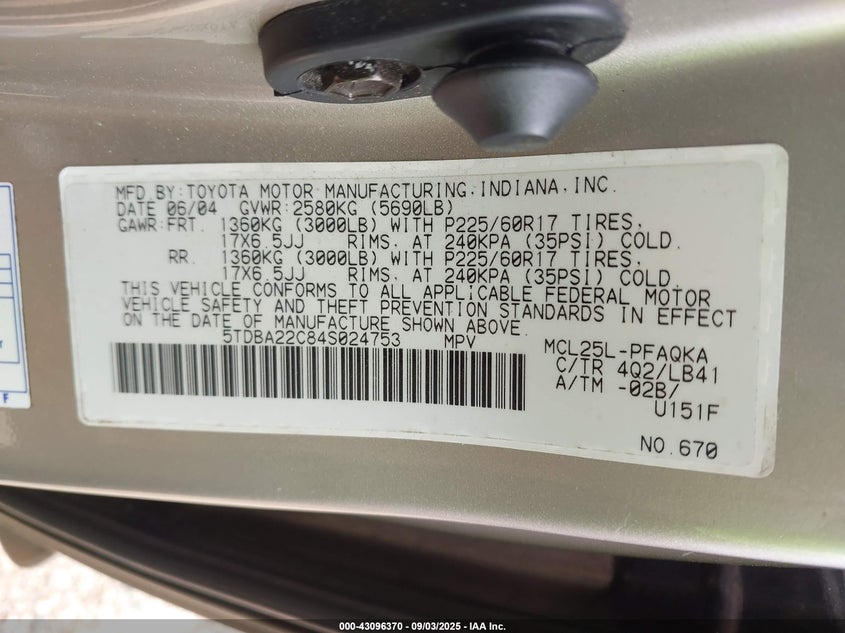 MFD.BY:TOYOTA MOTOR MANUFACTURING,INDIANA,INC.
DATE 06/04 GVWR:2580KG (5690LB)
GAWR:FRT. 1360KG (3000LB) WITH P225/60R17 TIRES,
17X6.5JJ RIMS, AT 240KPA (35PSI) COLD.
RR. 1360KG (3000LB) WITH P225/60R17 TIRES,
17X6.5JJ RIMS, AT 240KPA (35PSI) COLD.
THIS VEHICLE CONFORMS TO ALL APPLICABLE FEDERAL MOTOR
VEHICLE SAFETY AND THEFT PREVENTION STANDARDS IN EFFECT
ON THE DATE OF MANUFACTURE SHOWN ABOVE.
5TDBA22C84S024753 MPV
MCL25L-PFAQKA
C/TR 4Q2/LB41
A/TM -02B/
U151F
NO.670
r
F
000-43096370 - 09/03/2025 - IAA Inc.